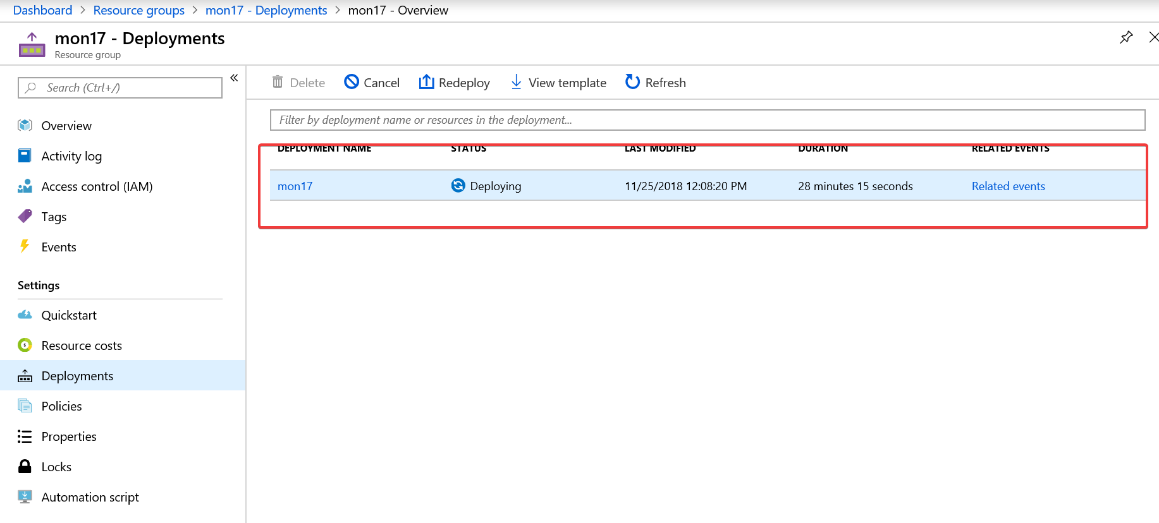 Dashboard > Resource groups > mon17 - Deployments > mon17 - Overview
mon17 - Deployments
Resource group
Search (Ctrl+/)
«
Overview
Activity log
Access control (IAM)
Tags
Events
Settings
Quickstart
Resource costs
Deployments
Policies
Properties
Locks
Automation script
Delete Cancel Redeploy View template Refresh
Filter by deployment name or resources in the deployment...
DEPLOYMENT NAME STATUS LAST MODIFIED DURATION RELATED EVENTS
mon17 Deploying 11/25/2018 12:08:20 PM 28 minutes 15 seconds Related events